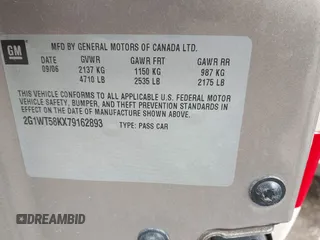 GM
MFD BY GENERAL MOTORS OF CANADA LTD.
DATE GVWR GAWR FRT GAWR RR
09/06 2137 KG 1150 KG 987 KG
4710 LB 2535 LB 2175 LB
THIS VEHICLE CONFORMS TO ALL APPLICABLE U.S. FEDERAL MOTOR
VEHICLE SAFETY, BUMPER, AND THEFT PREVENTION STANDARDS IN
EFFECT ON THE DATE OF MANUFACTURE SHOWN ABOVE.
2G1WT58KX79162893 TYPE: PASS CAR
DREAMBID